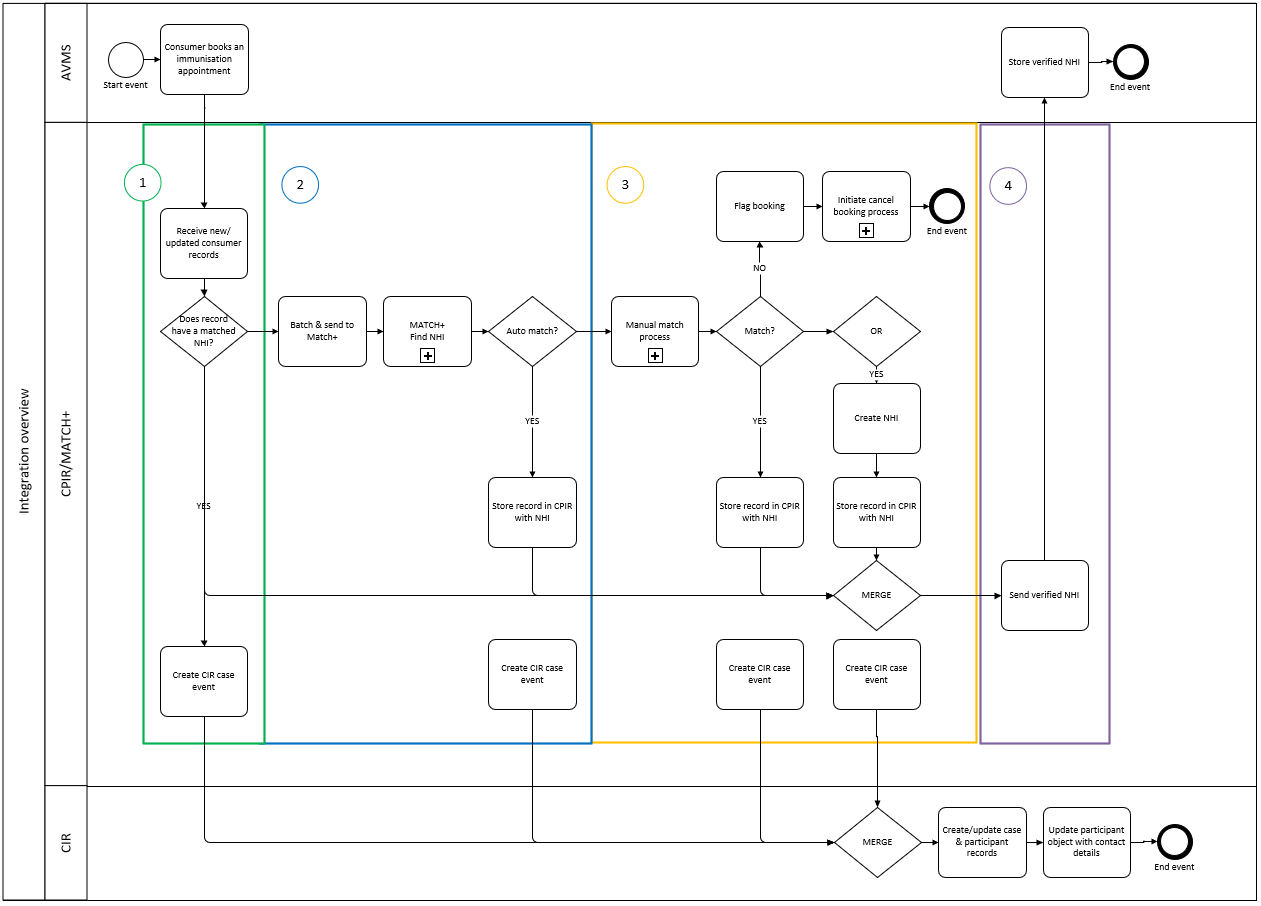 Integration overview
AVMS
Start event
Consumer books an
immunisation
appointment
Store verified NHI
End event
CPIR/MATCH+
1
2
3
4
Receive new/
updated consumer
records
Does record
have a matched
NHI?
YES
Batch & send to
Match+
MATCH+
Find NHI
Auto match?
YES
Store record in CPIR
with NHI
Manual match
process
Match?
NO
Flag booking
Initiate cancel
booking process
End event
YES
Store record in CPIR
with NHI
OR
YES
Create NHI
Store record in CPIR
with NHI
MERGE
Send verified NHI
Create CIR case
event
Create CIR case
event
Create CIR case
event
Create CIR case
event
CIR
MERGE
Create/update case
& participant
records
Update participant
object with contact
details
End event